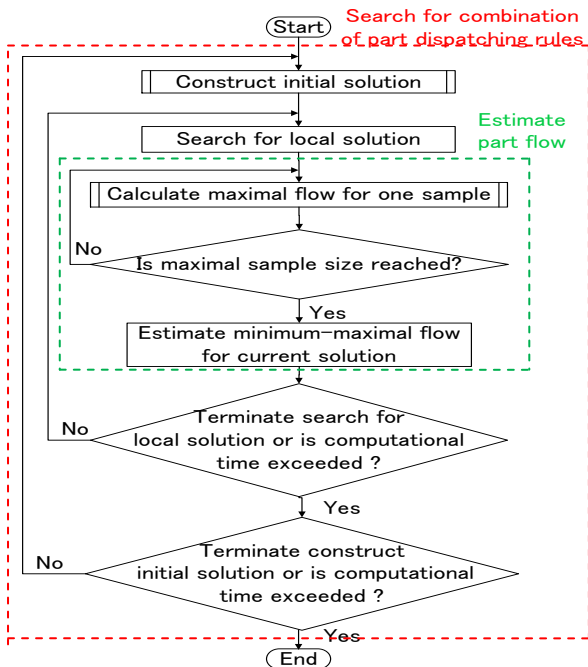 Search for combination
of part dispatching rules
Start
Construct initial solution
Search for local solution
Estimate
part flow
Calculate maximal flow for one sample
No
Is maximal sample size reached?
Yes
Estimate minimum-maximal flow
for current solution
No
Terminate search for
local solution or is computational
time exceeded ?
Yes
No
Terminate construct
initial solution or is computational
time exceeded ?
Yes
End